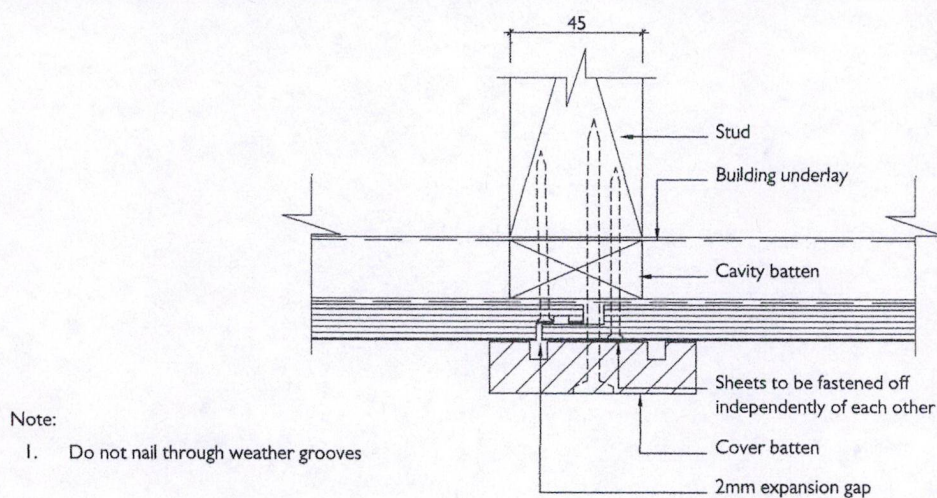 45
Stud
Building underlay
Cavity batten
Sheets to be fastened off
independently of each other
Cover batten
2mm expansion gap
Note:
1. Do not nail through weather grooves